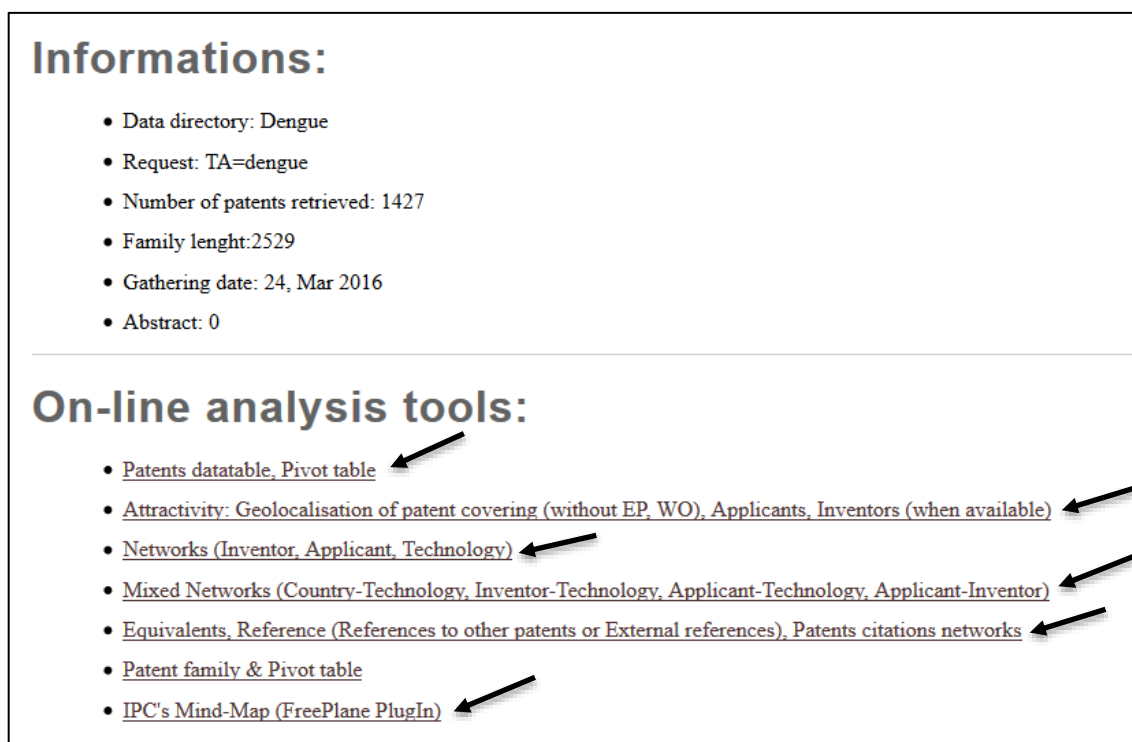 Informations:
• Data directory: Dengue
• Request: TA=dengue
• Number of patents retrieved: 1427
• Family lenght:2529
• Gathering date: 24, Mar 2016
• Abstract: 0
On-line analysis tools:
• Patents datatable, Pivot table
• Attractivity: Geolocalisation of patent covering (without EP, WO), Applicants, Inventors (when available)
• Networks (Inventor, Applicant, Technology)
• Mixed Networks (Country-Technology, Inventor-Technology, Applicant-Technology, Applicant-Inventor)
• Equivalents, Reference (References to other patents or External references), Patents citations networks
• Patent family & Pivot table
• IPC's Mind-Map (FreePlane PlugIn)